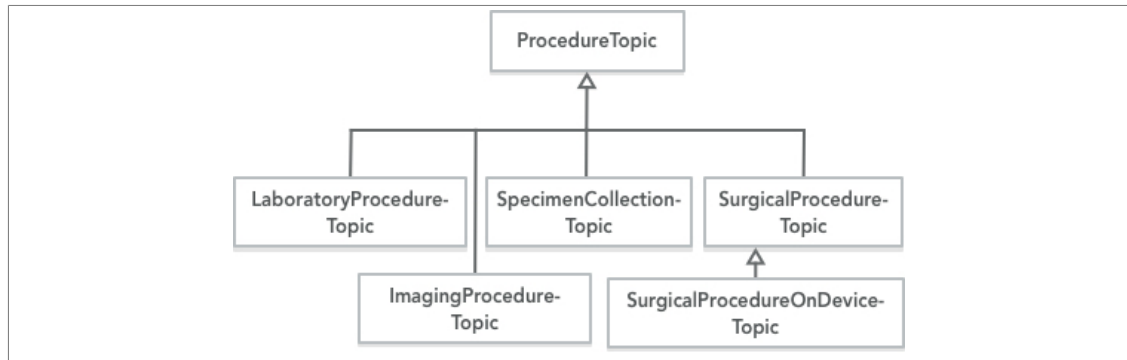 ProcedureTopic
LaboratoryProcedure-
Topic
SpecimenCollection-
Topic
SurgicalProcedure-
Topic
ImagingProcedure-
Topic
SurgicalProcedureOnDevice-
Topic